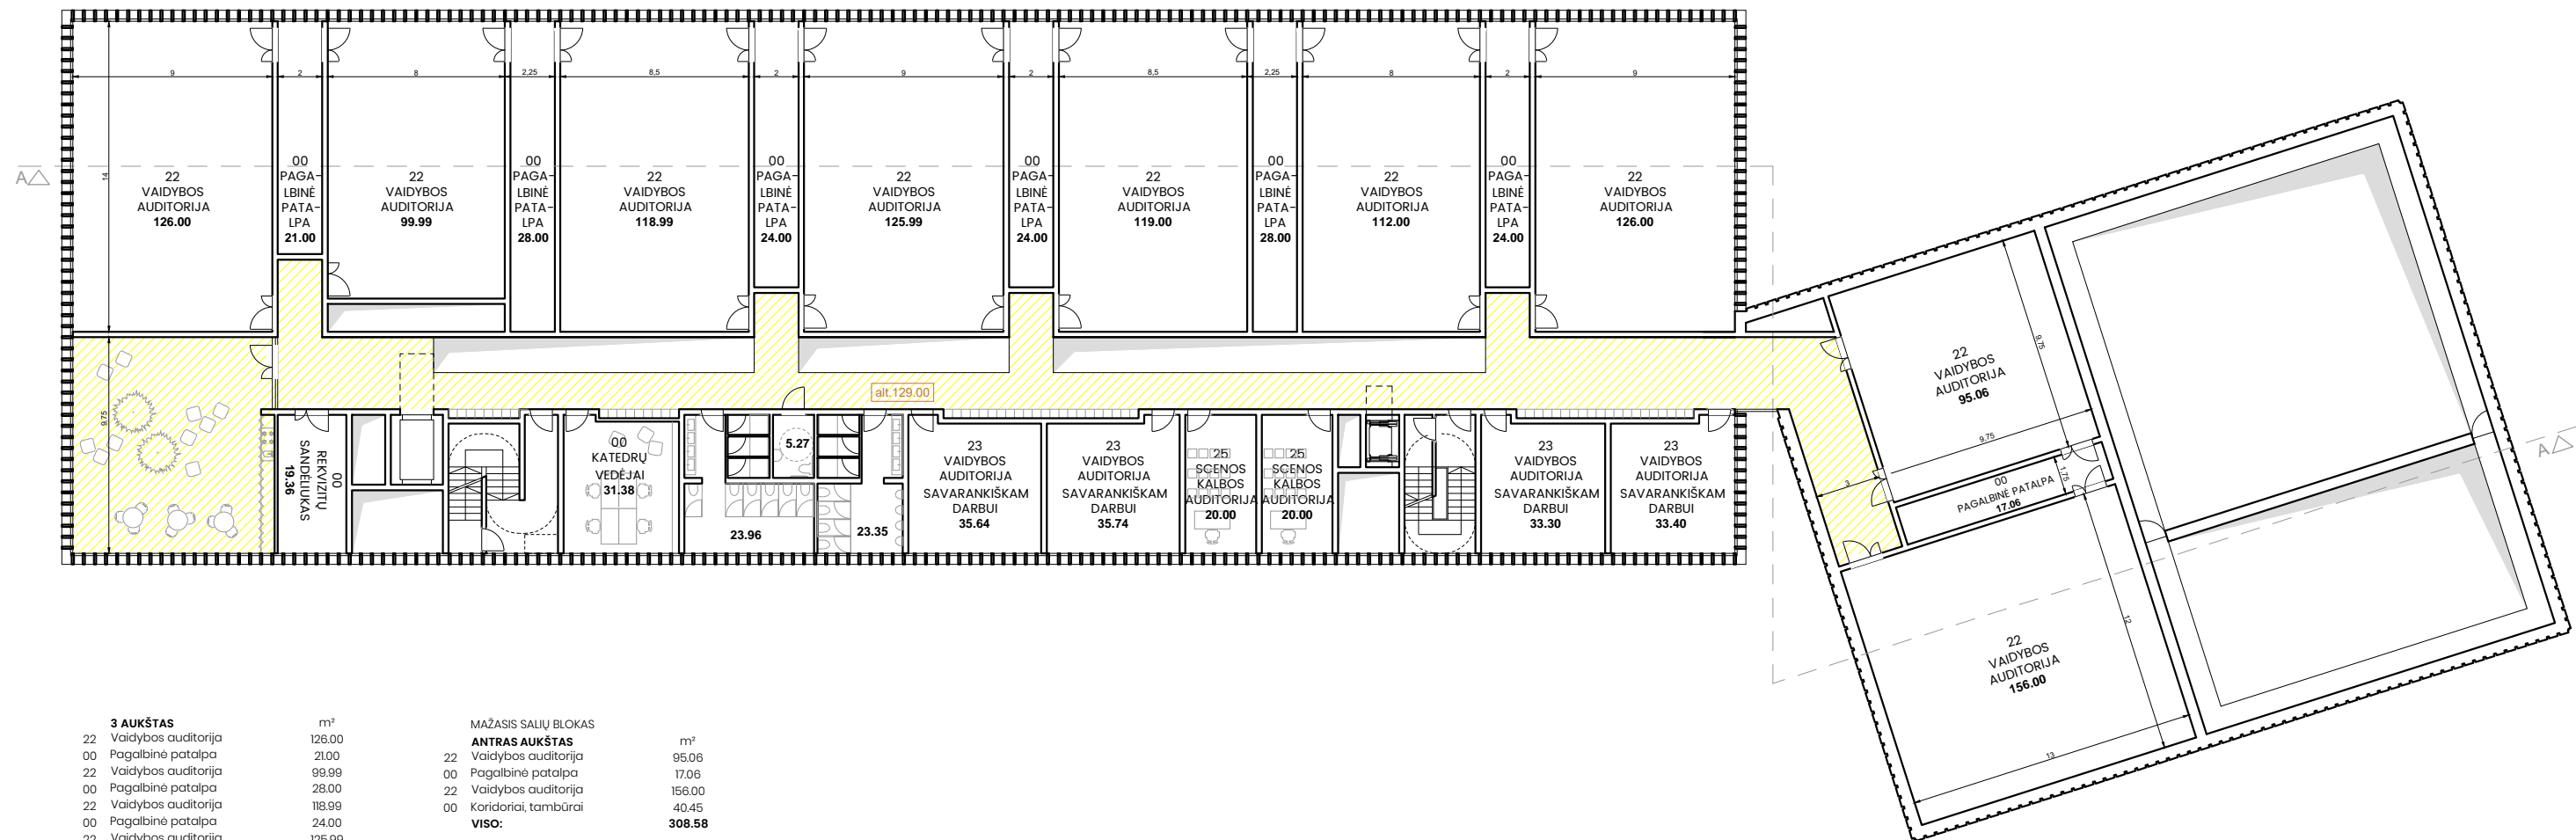 9
2
8
2,25
8,5
2
9
2
8,5
2,25
8
2
9
A
14
22
VAIDYBOS
AUDITORIJA
126.00
00
PAGA-
LBINĖ
PATA-
LPA
21.00
22
VAIDYBOS
AUDITORIJA
99.99
00
PAGA-
LBINĖ
PATA-
LPA
28.00
22
VAIDYBOS
AUDITORIJA
118.99
00
PAGA-
LBINĖ
PATA-
LPA
24.00
22
VAIDYBOS
AUDITORIJA
125.99
00
PAGA-
LBINĖ
PATA-
LPA
24.00
22
VAIDYBOS
AUDITORIJA
119.00
00
PAGA-
LBINĖ
PATA-
LPA
28.00
22
VAIDYBOS
AUDITORIJA
112.00
00
PAGA-
LBINĖ
PATA-
LPA
24.00
22
VAIDYBOS
AUDITORIJA
126.00
9,75
22
VAIDYBOS
AUDITORIJA
95.06
9,75
9,75
alt.129.00
00
REKVIZITŲ
SANDĖLIUKAS
19.36
00
KATEDRŲ
VEDĖJAI
31.38
5.27
23.96
23.35
23
VAIDYBOS
AUDITORIJA
SAVARANKIŠKAM
DARBUI
35.64
23
VAIDYBOS
AUDITORIJA
SAVARANKIŠKAM
DARBUI
35.74
25
SCENOS
KALBOS
AUDITORIJA
20.00
25
SCENOS
KALBOS
AUDITORIJA
20.00
23
VAIDYBOS
AUDITORIJA
SAVARANKIŠKAM
DARBUI
33.30
23
VAIDYBOS
AUDITORIJA
SAVARANKIŠKAM
DARBUI
33.40
3
00
PAGALBINĖ PATALPA
17.06
1,75
A
12
22
VAIDYBOS
AUDITORIJA
156.00
13
3 AUKŠTAS m²
22 Vaidybos auditorija 126.00
00 Pagalbinė patalpa 21.00
22 Vaidybos auditorija 99.99
00 Pagalbinė patalpa 28.00
22 Vaidybos auditorija 118.99
00 Pagalbinė patalpa 24.00
22 Vaidybos auditorija 125.99
MAŽASIS SALIŲ BLOKAS
ANTRAS AUKŠTAS m²
22 Vaidybos auditorija 95.06
00 Pagalbinė patalpa 17.06
22 Vaidybos auditorija 156.00
00 Koridoriai, tambūrai 40.45
VISO: 308.58